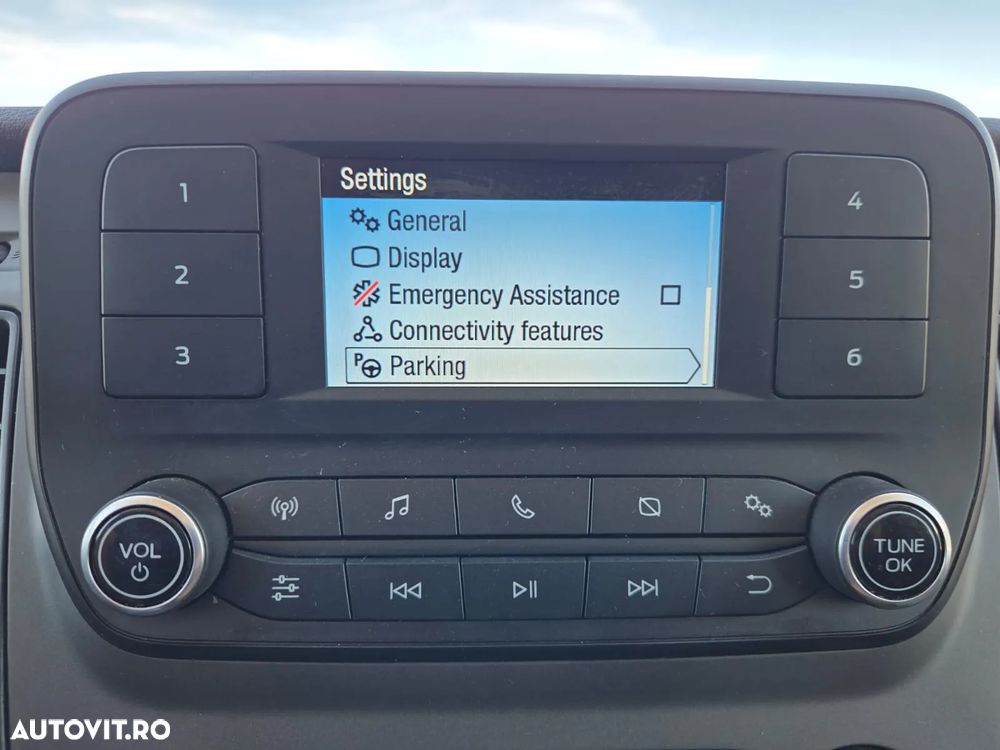 Settings
General
Display
Emergency Assistance
Connectivity features
P Parking
1
2
3
4
5
6
VOL
TUNE
OK
AUTOVIT.RO